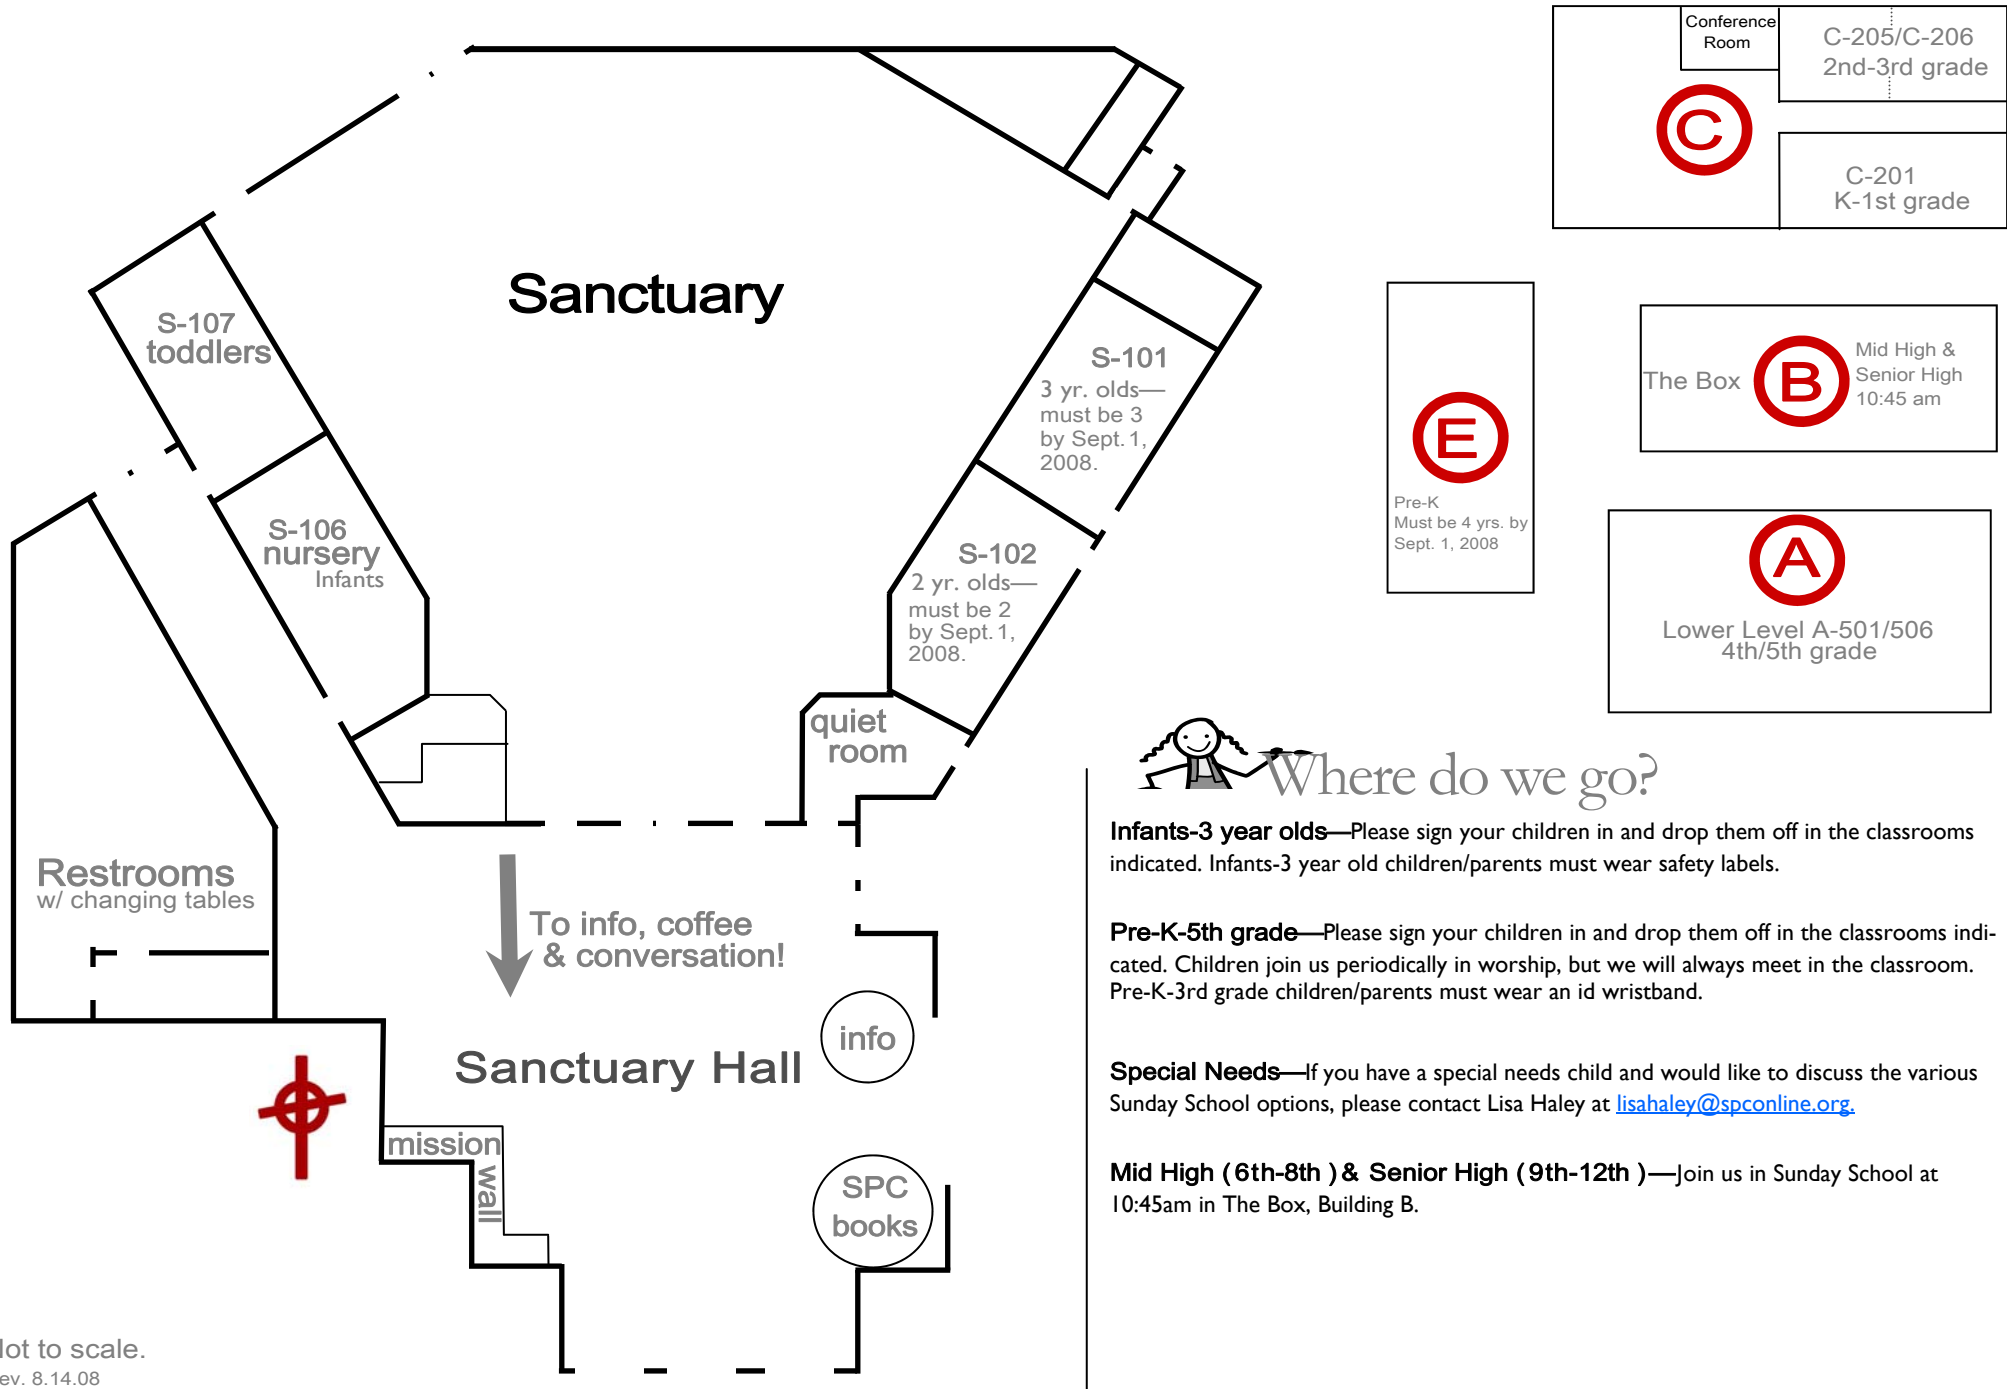 Sanctuary
S-107
toddlers
S-106
nursery
Infants
S-101
3 yr. olds—
must be 3
by Sept. 1,
2008.
S-102
2 yr. olds—
must be 2
by Sept. 1,
2008.
quiet
room
Restrooms
w/ changing tables
To info, coffee
& conversation!
Sanctuary Hall
info
mission
wall
SPC
books
lot to scale.
ev. 8.14.08
Conference
Room
C-205/C-206
2nd-3rd grade
C
C-201
K-1st grade
E
Pre-K
Must be 4 yrs. by
Sept. 1, 2008
The Box
B
Mid High &
Senior High
10:45 am
A
Lower Level A-501/506
4th/5th grade
Where do we go?
Infants-3 year olds—Please sign your children in and drop them off in the classrooms
indicated. Infants-3 year old children/parents must wear safety labels.
Pre-K-5th grade—Please sign your children in and drop them off in the classrooms indi-
cated. Children join us periodically in worship, but we will always meet in the classroom.
Pre-K-3rd grade children/parents must wear an id wristband.
Special Needs—If you have a special needs child and would like to discuss the various
Sunday School options, please contact Lisa Haley at lisahaley@spconline.org.
Mid High (6th-8th ) & Senior High (9th-12th )—Join us in Sunday School at
10:45am in The Box, Building B.